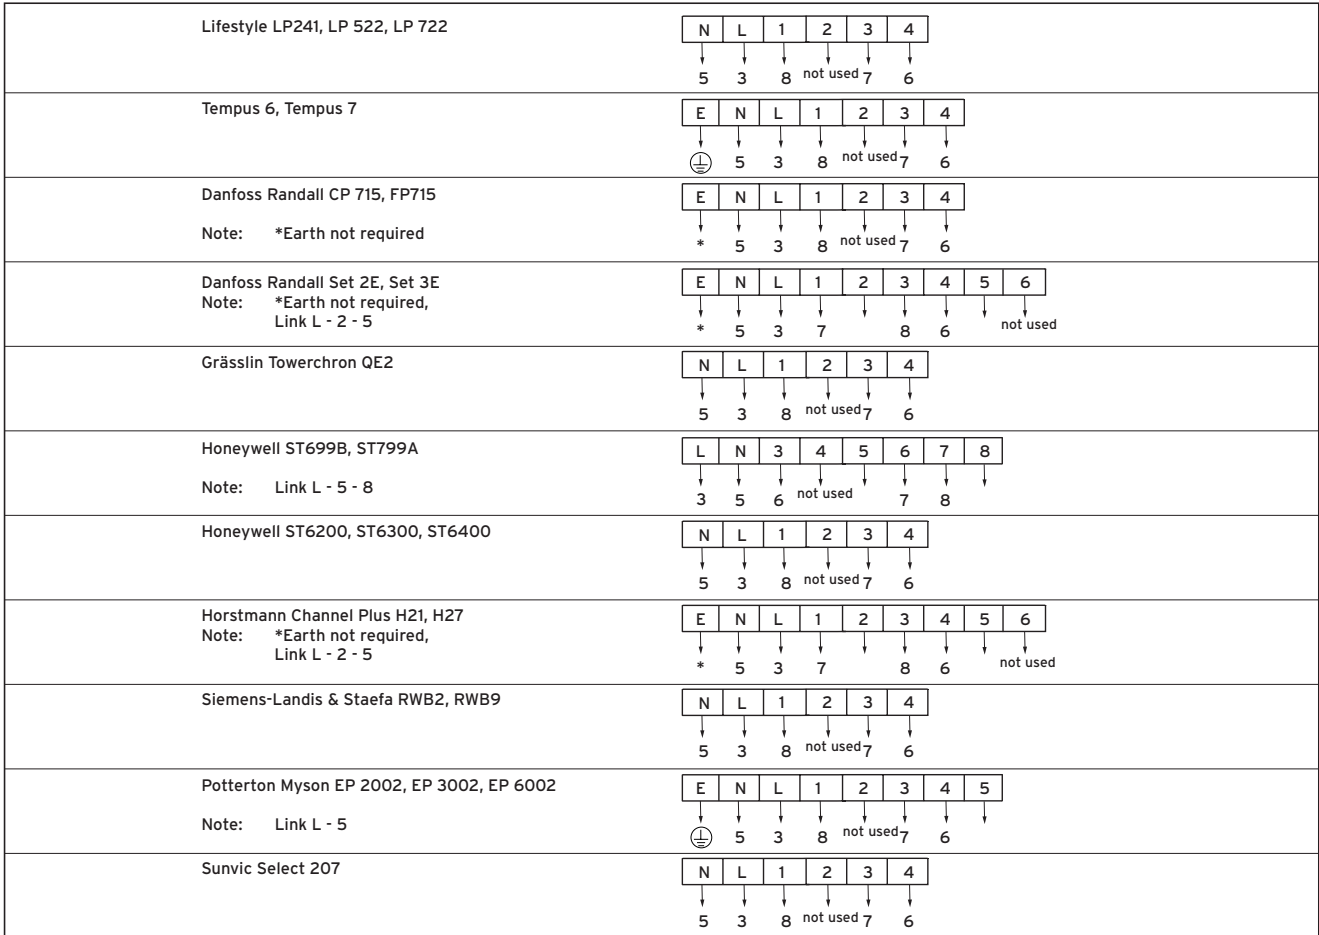 Lifestyle LP241, LP 522, LP 722
N L 1 2 3 4
5 3 8 not used 7 6
Tempus 6, Tempus 7
E N L 1 2 3 4
5 3 8 not used 7 6
Danfoss Randall CP 715, FP715
Note: *Earth not required
E N L 1 2 3 4
* 5 3 8 not used 7 6
Danfoss Randall Set 2E, Set 3E
Note: *Earth not required,
Link L - 2 - 5
E N L 1 2 3 4 5 6
* 5 3 7 8 6 not used
Grässlin Towerchron QE2
N L 1 2 3 4
5 3 8 not used 7 6
Honeywell ST699B, ST799A
Note: Link L - 5 - 8
L N 3 4 5 6 7 8
3 5 6 not used 7 8
Honeywell ST6200, ST6300, ST6400
N L 1 2 3 4
5 3 8 not used 7 6
Horstmann Channel Plus H21, H27
Note: *Earth not required,
Link L - 2 - 5
E N L 1 2 3 4 5 6
* 5 3 7 8 6 not used
Siemens-Landis & Staefa RWB2, RWB9
N L 1 2 3 4
5 3 8 not used 7 6
Potterton Myson EP 2002, EP 3002, EP 6002
Note: Link L - 5
E N L 1 2 3 4 5
5 3 8 not used 7 6
Sunvic Select 207
N L 1 2 3 4
5 3 8 not used 7 6